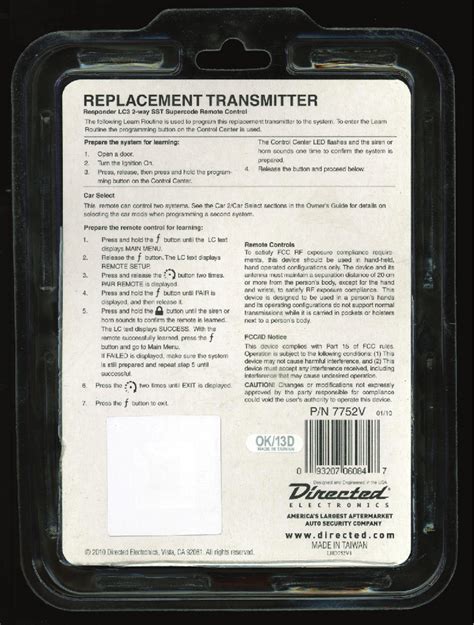 REPLACEMENT TRANSMITTER
Responder LC3 2-way SST Supercode Remote Control
The following Learn Routine is used to program this replacement transmitter to the system. To enter the Learn
Routine the programming button on the Control Center is used.
Prepare the system for learning:
1. Open a door.
2. Turn the Ignition On.
3. Press, release, then press and hold the program-
ming button on the Control Center.
The Control Center LED flashes and the siren or
horn sounds one time to confirm the system is
prepared.
4. Release the button and proceed below.
Car Select
This remote can control two systems. See the Car 2/Car Select sections in the Owner's Guide for details on
selecting the car mode when programming a second system.
Prepare the remote control for learning:
1. Press and hold the f button until the LC text
displays MAIN MENU.
2. Release the f button. The LC text displays
REMOTE SETUP.
3. Press and release the button two times.
PAIR REMOTE is displayed.
4. Press and hold the f button until PAIR is
displayed, and then release it.
5. Press and hold the button until the siren or
horn sounds to confirm the remote is learned.
The LC text displays SUCCESS. With the
remote successfully learned, press the f
button and go to Main Menu.
If FAILED is displayed, make sure the system
is still prepared and repeat step 5 of LC3
setup.
6. Press the two times until EXIT is displayed.
7. Press the f button to exit.
Remote Controls
To satisfy FCC RF exposure compliance require-
ments, this device should be used in hand-held,
hand operated configurations only. The device and its
antenna must maintain a separation distance of 20 cm
or more from the person's body, except for the hand
and wrists, to satisfy RF exposure compliance. This
device is designed to be used in a person's hands
and its operating configurations do not support normal
transmissions while it is carried in pockets or holsters
next to a person's body.
FCC/ID Notice
This device complies with Part 15 of FCC rules.
Operation is subject to the following conditions: (1) This
device may not cause harmful interference, and (2) This
device must accept any interference received, including
interference that may cause undesired operation.
CAUTION! Changes or modifications not expressly
approved by the party responsible for compliance
could void the user's authority to operate this device.
P/N 7752V 01/10
OK/13D
MADE IN TAIWAN
0 93207 06084 7
Designed and Engineered in the USA
Directed
ELECTRONICS
AMERICA'S LARGEST AFTERMARKET
AUTO SECURITY COMPANY
www.directed.com
MADE IN TAIWAN
© 2010 Directed Electronics, Vista, CA 92081. All rights reserved.